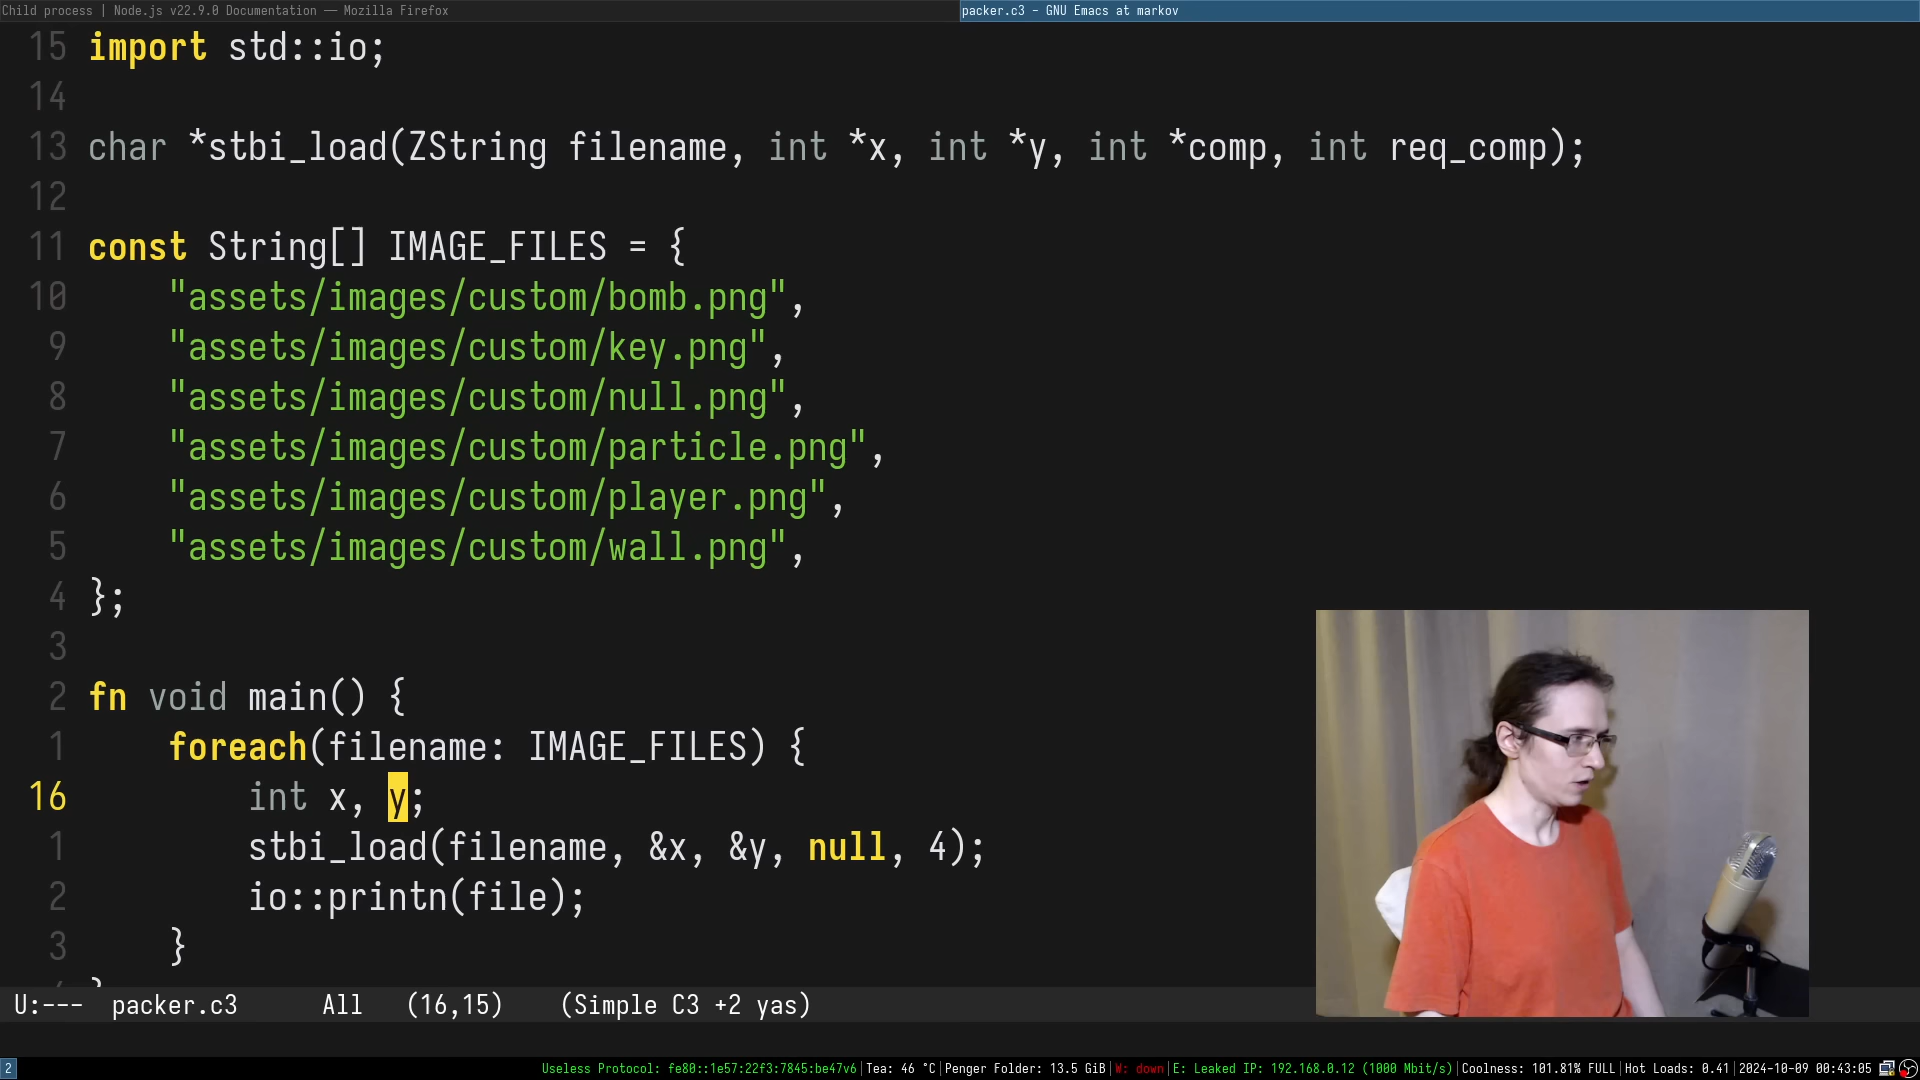 Child process | Node.js v22.9.0 Documentation — Mozilla Firefox
packer.c3 - GNU Emacs at markov
15 import std::io;
14
13 char *stbi_load(ZString filename, int *x, int *y, int *comp, int req_comp);
12
11 const String[] IMAGE_FILES = {
10 "assets/images/custom/bomb.png",
9 "assets/images/custom/key.png",
8 "assets/images/custom/null.png",
7 "assets/images/custom/particle.png",
6 "assets/images/custom/player.png",
5 "assets/images/custom/wall.png",
4 };
3
2 fn void main() {
1 foreach(filename: IMAGE_FILES) {
16 int x, y;
1 stbi_load(filename, &x, &y, null, 4);
2 io::printn(file);
3 }
U:--- packer.c3 All (16,15) (Simple C3 +2 yas)
2 Useless Protocol: fe80::1e57:22f3:7845:be47v6|Tea: 46 °C|Penger Folder: 13.5 GiB|W: down|E: Leaked IP: 192.168.0.12 (1000 Mbit/s)|Coolness: 101.81% FULL|Hot Loads: 0.41|2024-10-09 00:43:05